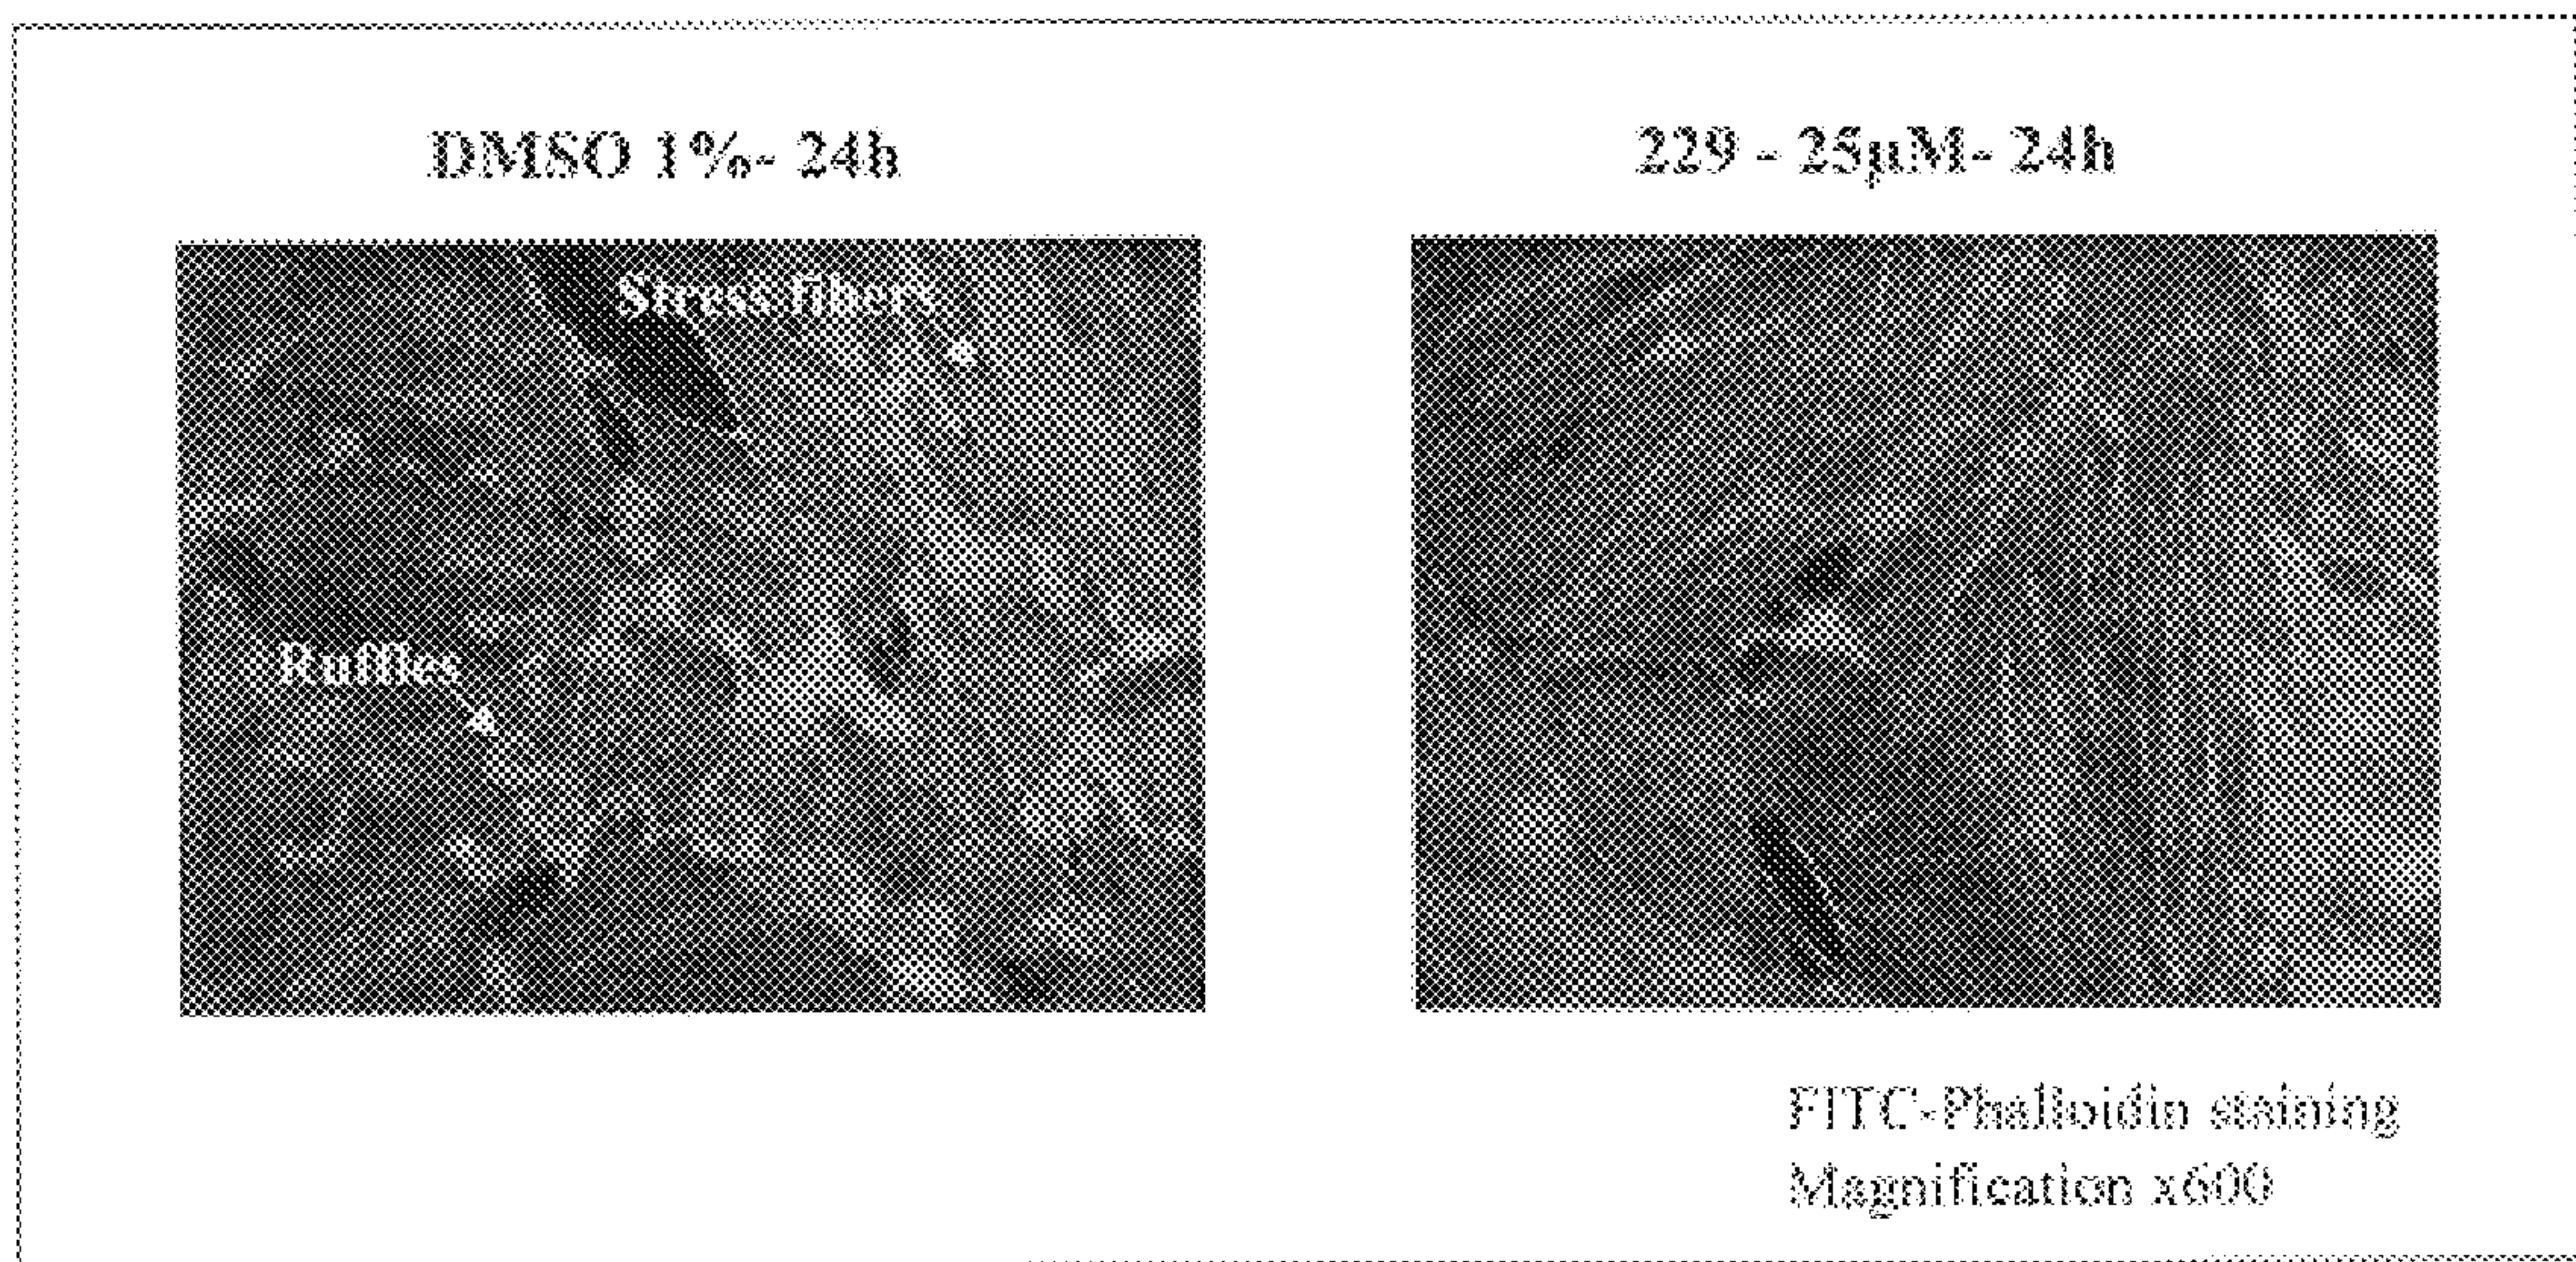 DMSO 1%- 24h
229 - 25µM- 24h
Stress fibers
Ruffles
FITC-Phalloidin staining
Magnification x600